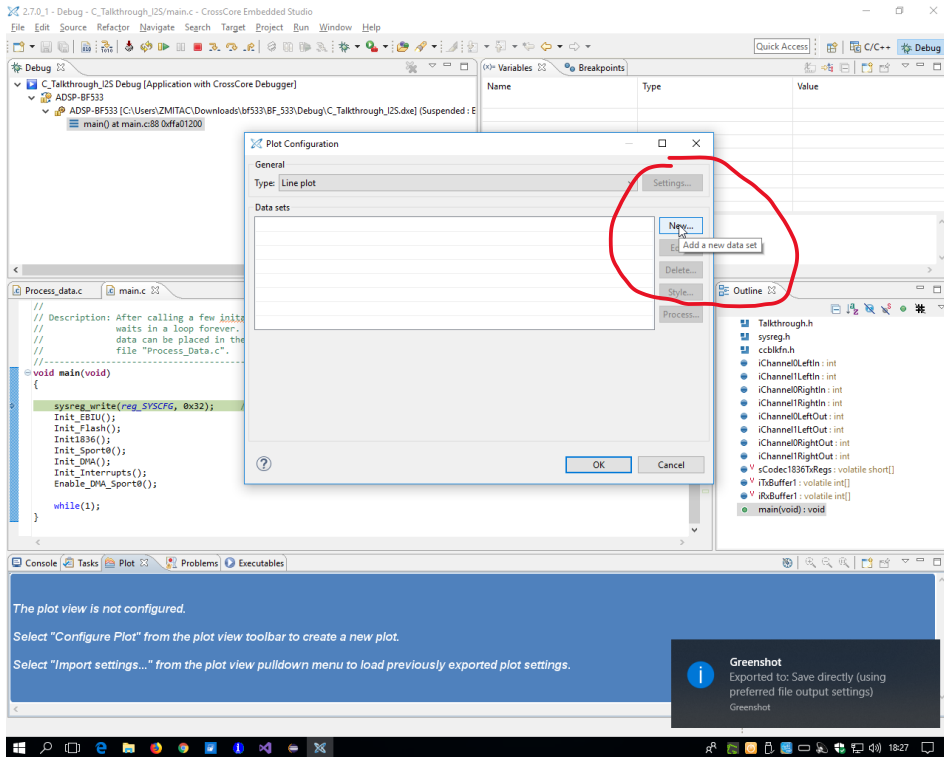 2.7.0_1 - Debug - C_Talkthrough_I2S/main.c - CrossCore Embedded Studio
File Edit Source Refactor Navigate Search Target Project Run Window Help
Quick Access
C/C++
Debug
Debug
C_Talkthrough_I2S Debug [Application with CrossCore Debugger]
ADSP-BF533
ADSP-BF533 [C:\Users\ZMITAC\Downloads\bf533\BF_533\Debug\C_Talkthrough_I2S.dxe] (Suspended : E
main() at main.c:88 0xffa01200
(x)= Variables
Breakpoints
Name Type Value
Plot Configuration
General
Type: Line plot
Settings...
Data sets
New...
Add a new data set
Delete...
Style...
Process...
OK
Cancel
Process_data.c
main.c
//
// Description: After calling a few inita
// waits in a loop forever.
// data can be placed in the
// file "Process_Data.c".
//--------------------------------------
void main(void)
{
sysreg_write(reg_SYSCFG, 0x32);
Init_EBIU();
Init_Flash();
Init1836();
Init_Sport0();
Init_DMA();
Init_Interrupts();
Enable_DMA_Sport0();
while(1);
}
Outline
Talkthrough.h
sysreg.h
ccblkfn.h
iChannel0LeftIn : int
iChannel1LeftIn : int
iChannel0RightIn : int
iChannel1RightIn : int
iChannel0LeftOut : int
iChannel1LeftOut : int
iChannel0RightOut : int
iChannel1RightOut : int
sCodec1836TxRegs : volatile short[]
iTxBuffer1 : volatile int[]
iRxBuffer1 : volatile int[]
main(void) : void
Console
Tasks
Plot
Problems
Executables
The plot view is not configured.
Select "Configure Plot" from the plot view toolbar to create a new plot.
Select "Import settings..." from the plot view pulldown menu to load previously exported plot settings.
Greenshot
Exported to: Save directly (using
preferred file output settings)
Greenshot
18:27